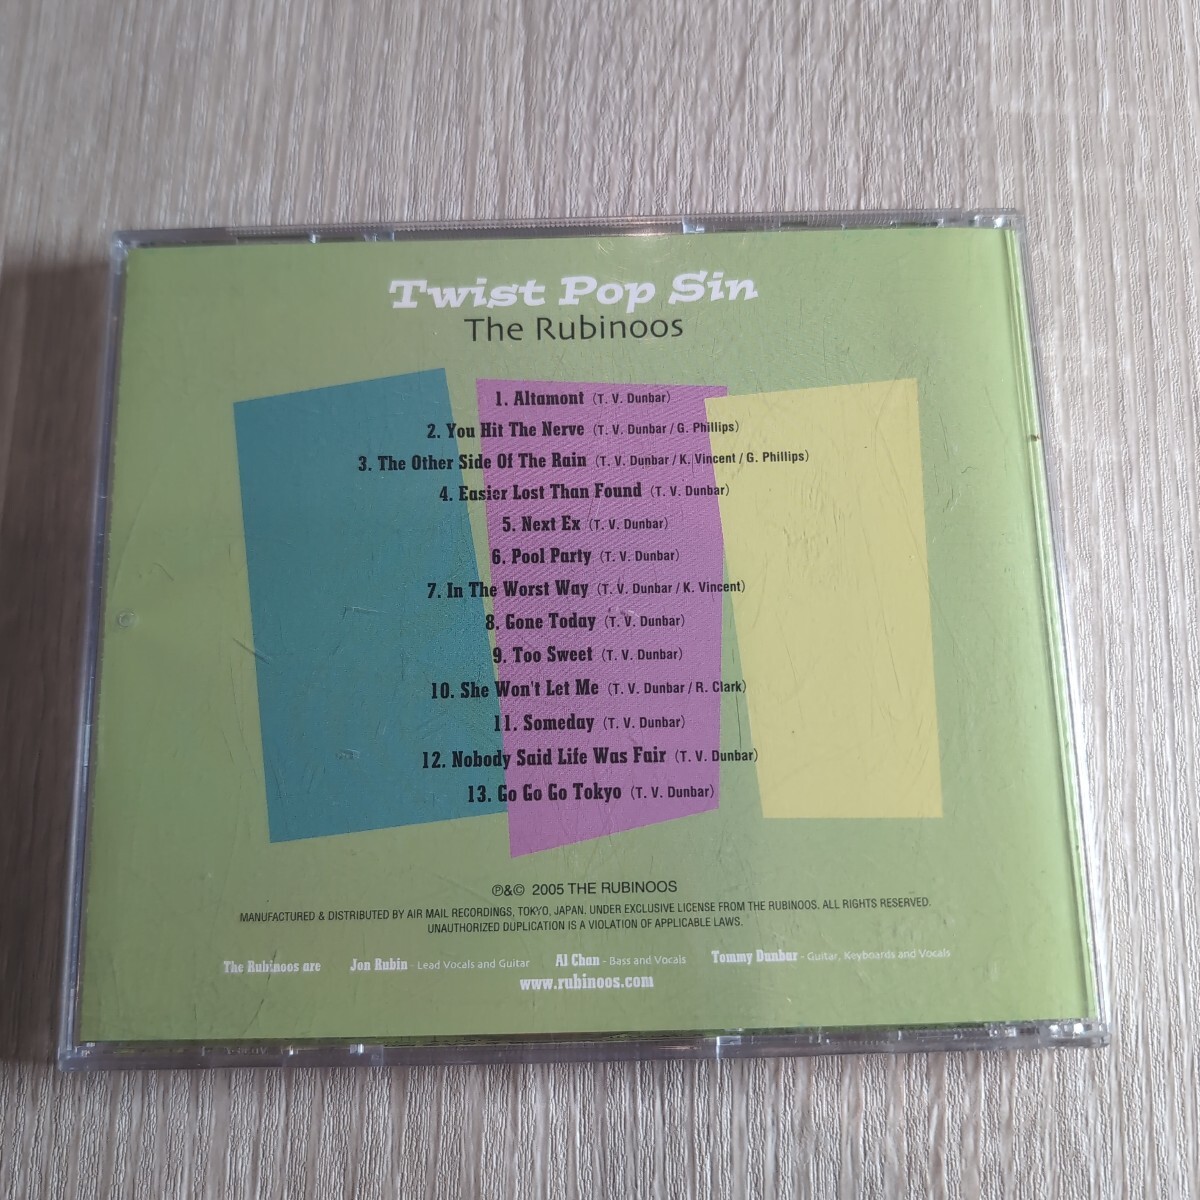 Twist Pop Sin
The Rubinoos
1. Altamont (T. V. Dunbar)
2. You Hit The Nerve (T. V. Dunbar / G. Phillips)
3. The Other Side Of The Rain (T. V. Dunbar / K. Vincent / G. Phillips)
4. Easier Lost Than Found (T. V. Dunbar)
5. Next Ex (T. V. Dunbar)
6. Pool Party (T. V. Dunbar)
7. In The Worst Way (T. V. Dunbar / K. Vincent)
8. Gone Today (T. V. Dunbar)
9. Too Sweet (T. V. Dunbar)
10. She Won't Let Me (T. V. Dunbar / R. Clark)
11. Someday (T. V. Dunbar)
12. Nobody Said Life Was Fair (T. V. Dunbar)
13. Go Go Go Tokyo (T. V. Dunbar)
℗&© 2005 THE RUBINOOS
MANUFACTURED & DISTRIBUTED BY AIR MAIL RECORDINGS, TOKYO, JAPAN. UNDER EXCLUSIVE LICENSE FROM THE RUBINOOS. ALL RIGHTS RESERVED.
UNAUTHORIZED DUPLICATION IS A VIOLATION OF APPLICABLE LAWS.
The Rubinoos are Jon Rubin - Lead Vocals and Guitar Al Chan - Bass and Vocals Tommy Dunbar - Guitar, Keyboards and Vocals
www.rubinoos.com